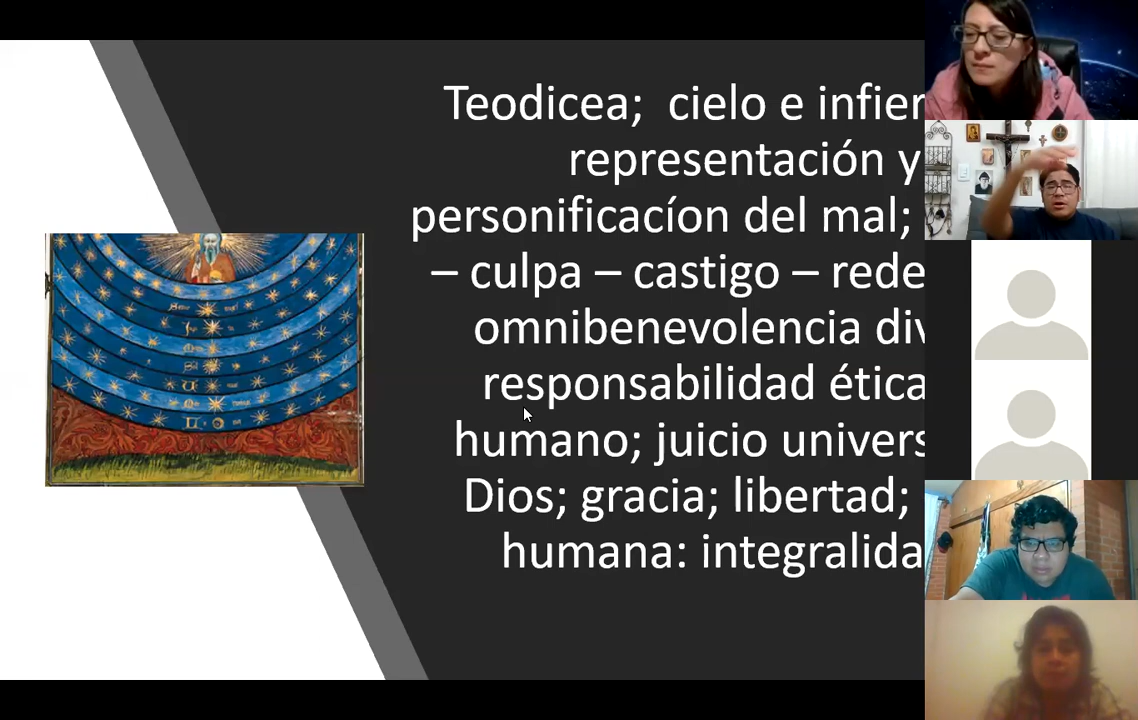 Teodicea; cielo e infier
representación y
personificacíon del mal;
– culpa – castigo – rede
omnibenevolencia div
responsabilidad ética
humano; juicio univers
Dios; gracia; libertad;
humana: integralida